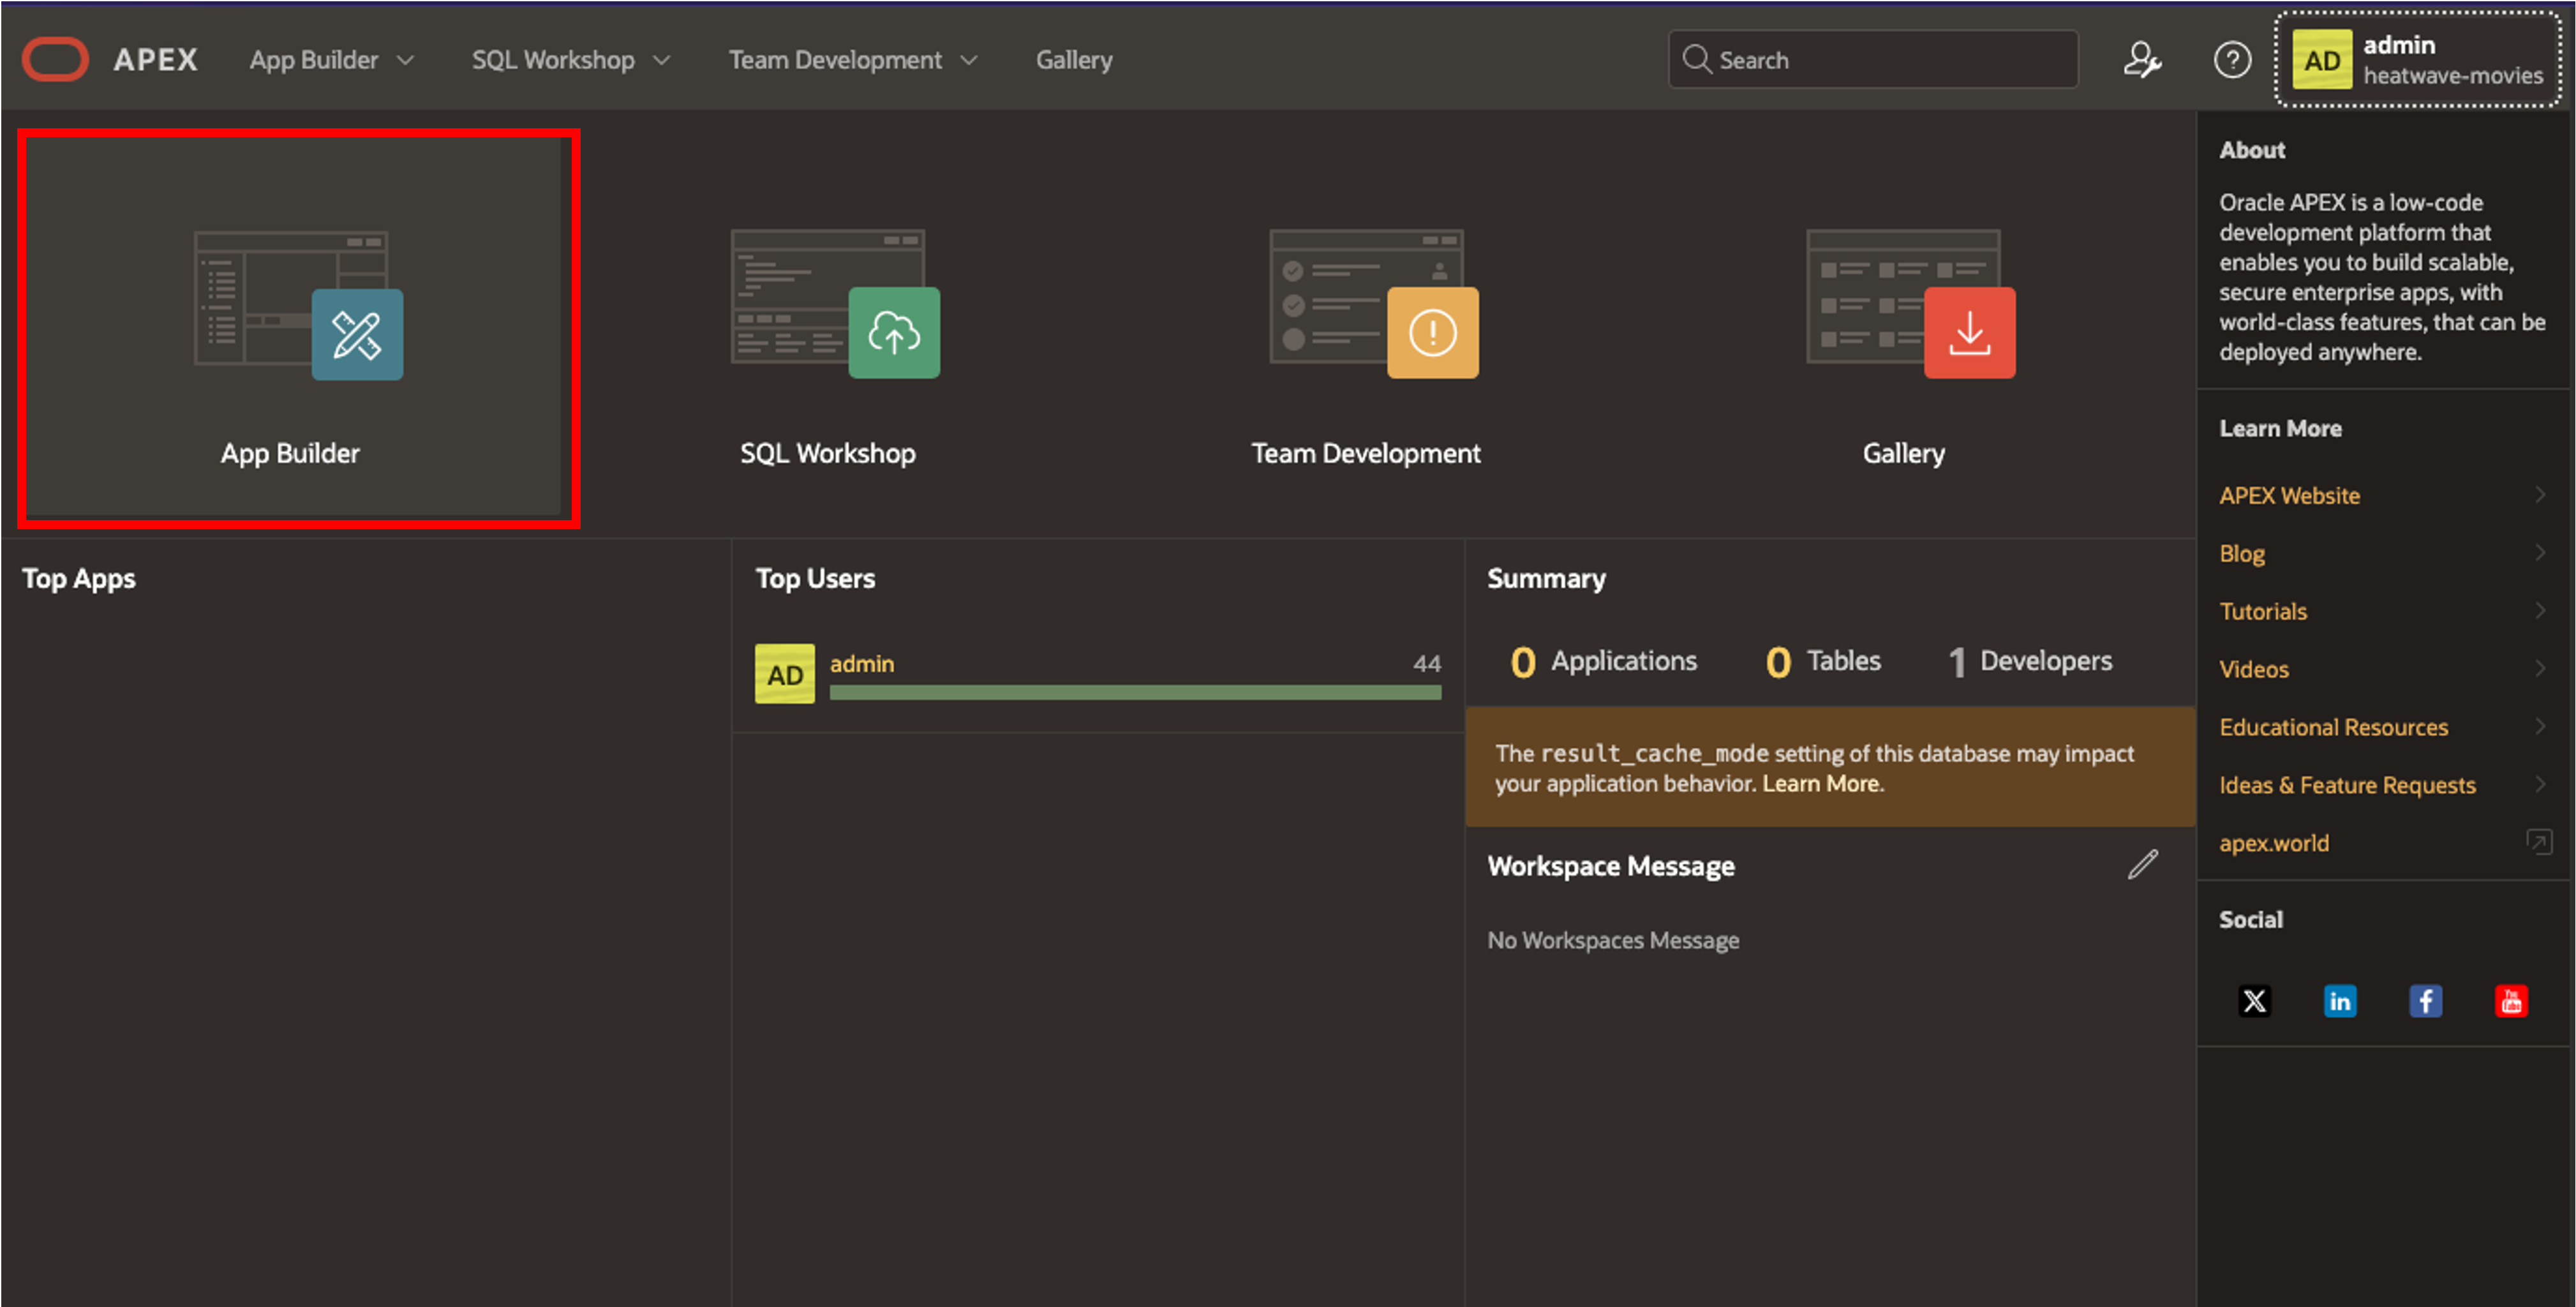 APEX App Builder SQL Workshop Team Development Gallery Search AD admin
heatwave-movies
App Builder SQL Workshop Team Development Gallery
Top Apps
Top Users
AD admin 44
Summary
0 Applications 0 Tables 1 Developers
The result_cache_mode setting of this database may impact
your application behavior. Learn More.
Workspace Message
No Workspaces Message
About
Oracle APEX is a low-code
development platform that
enables you to build scalable,
secure enterprise apps, with
world-class features, that can be
deployed anywhere.
Learn More
APEX Website
Blog
Tutorials
Videos
Educational Resources
Ideas & Feature Requests
apex.world
Social